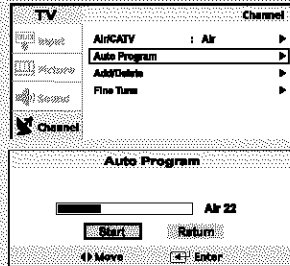 TV Channel
Input
Air/CATV : Air
Auto Program
Picture
Add/Delete
Sound
Fine Tune
Channel
Auto Program
Air 22
Start Return
Move Enter